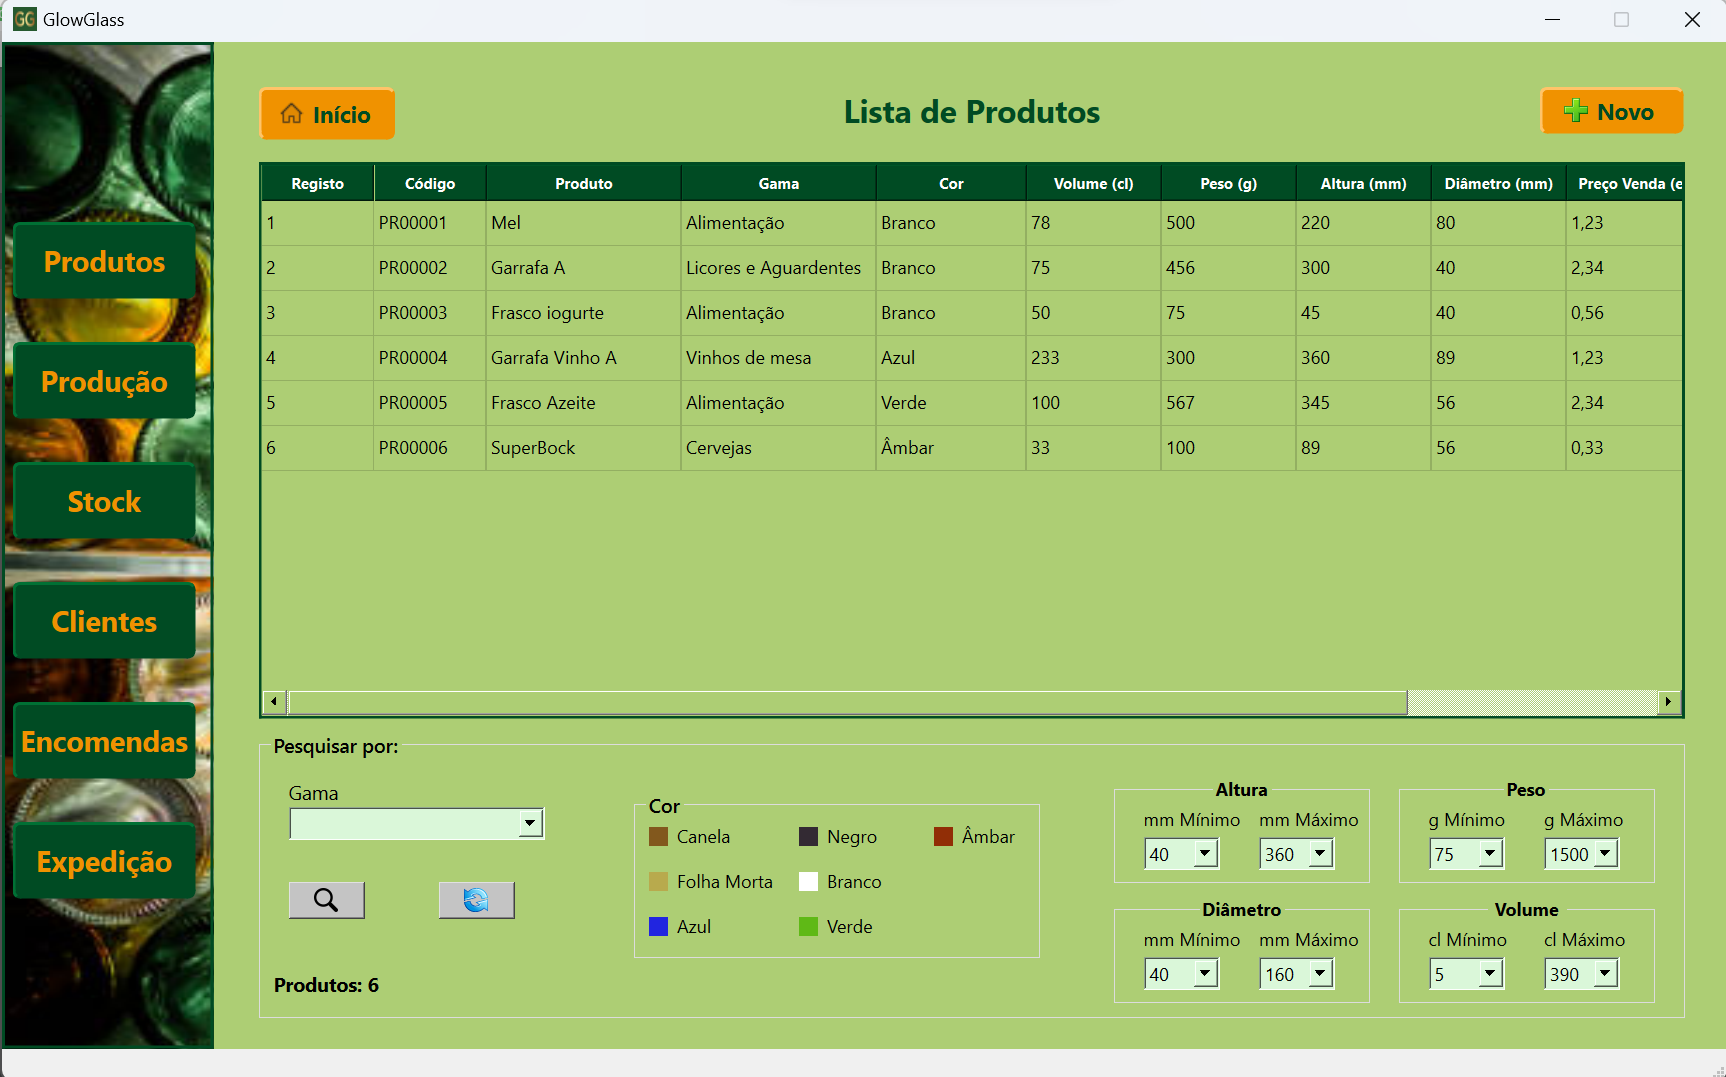 GG GlowGlass
Início
Lista de Produtos
Novo
Produtos
Produção
Stock
Clientes
Encomendas
Expedição
Registo Código Produto Gama Cor Volume (cl) Peso (g) Altura (mm) Diâmetro (mm) Preço Venda (e
1 PR00001 Mel Alimentação Branco 78 500 220 80 1,23
2 PR00002 Garrafa A Licores e Aguardentes Branco 75 456 300 40 2,34
3 PR00003 Frasco iogurte Alimentação Branco 50 75 45 40 0,56
4 PR00004 Garrafa Vinho A Vinhos de mesa Azul 233 300 360 89 1,23
5 PR00005 Frasco Azeite Alimentação Verde 100 567 345 56 2,34
6 PR00006 SuperBock Cervejas Âmbar 33 100 89 56 0,33
Pesquisar por:
Gama
Produtos: 6
Cor
Canela Negro Âmbar
Folha Morta Branco
Azul Verde
Altura
mm Mínimo mm Máximo
40 360
Peso
g Mínimo g Máximo
75 1500
Diâmetro
mm Mínimo mm Máximo
40 160
Volume
cl Mínimo cl Máximo
5 390